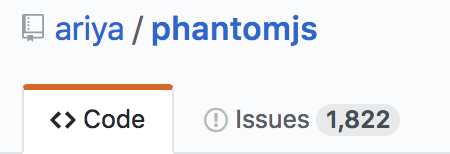 ariya / phantomjs
Code Issues 1,822